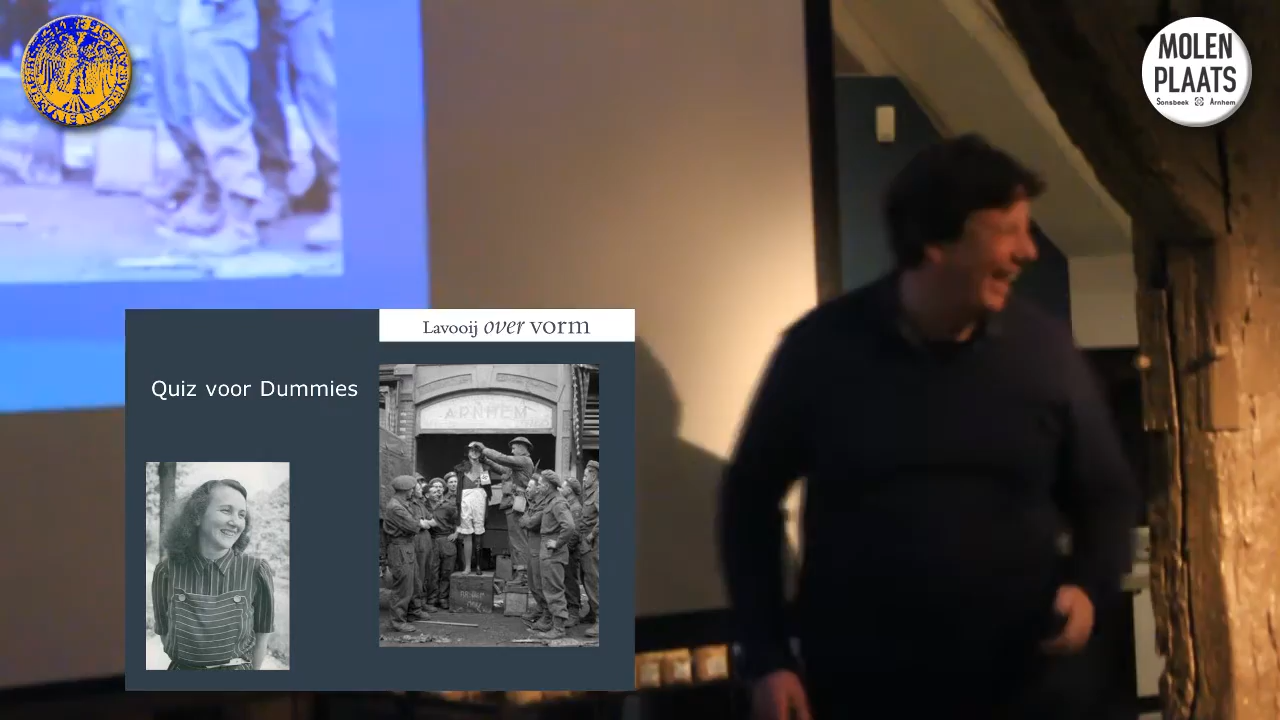 MOLEN
PLAATS
Sonsbeek Arnhem
Lavooij over vorm
Quiz voor Dummies
ARNHEM